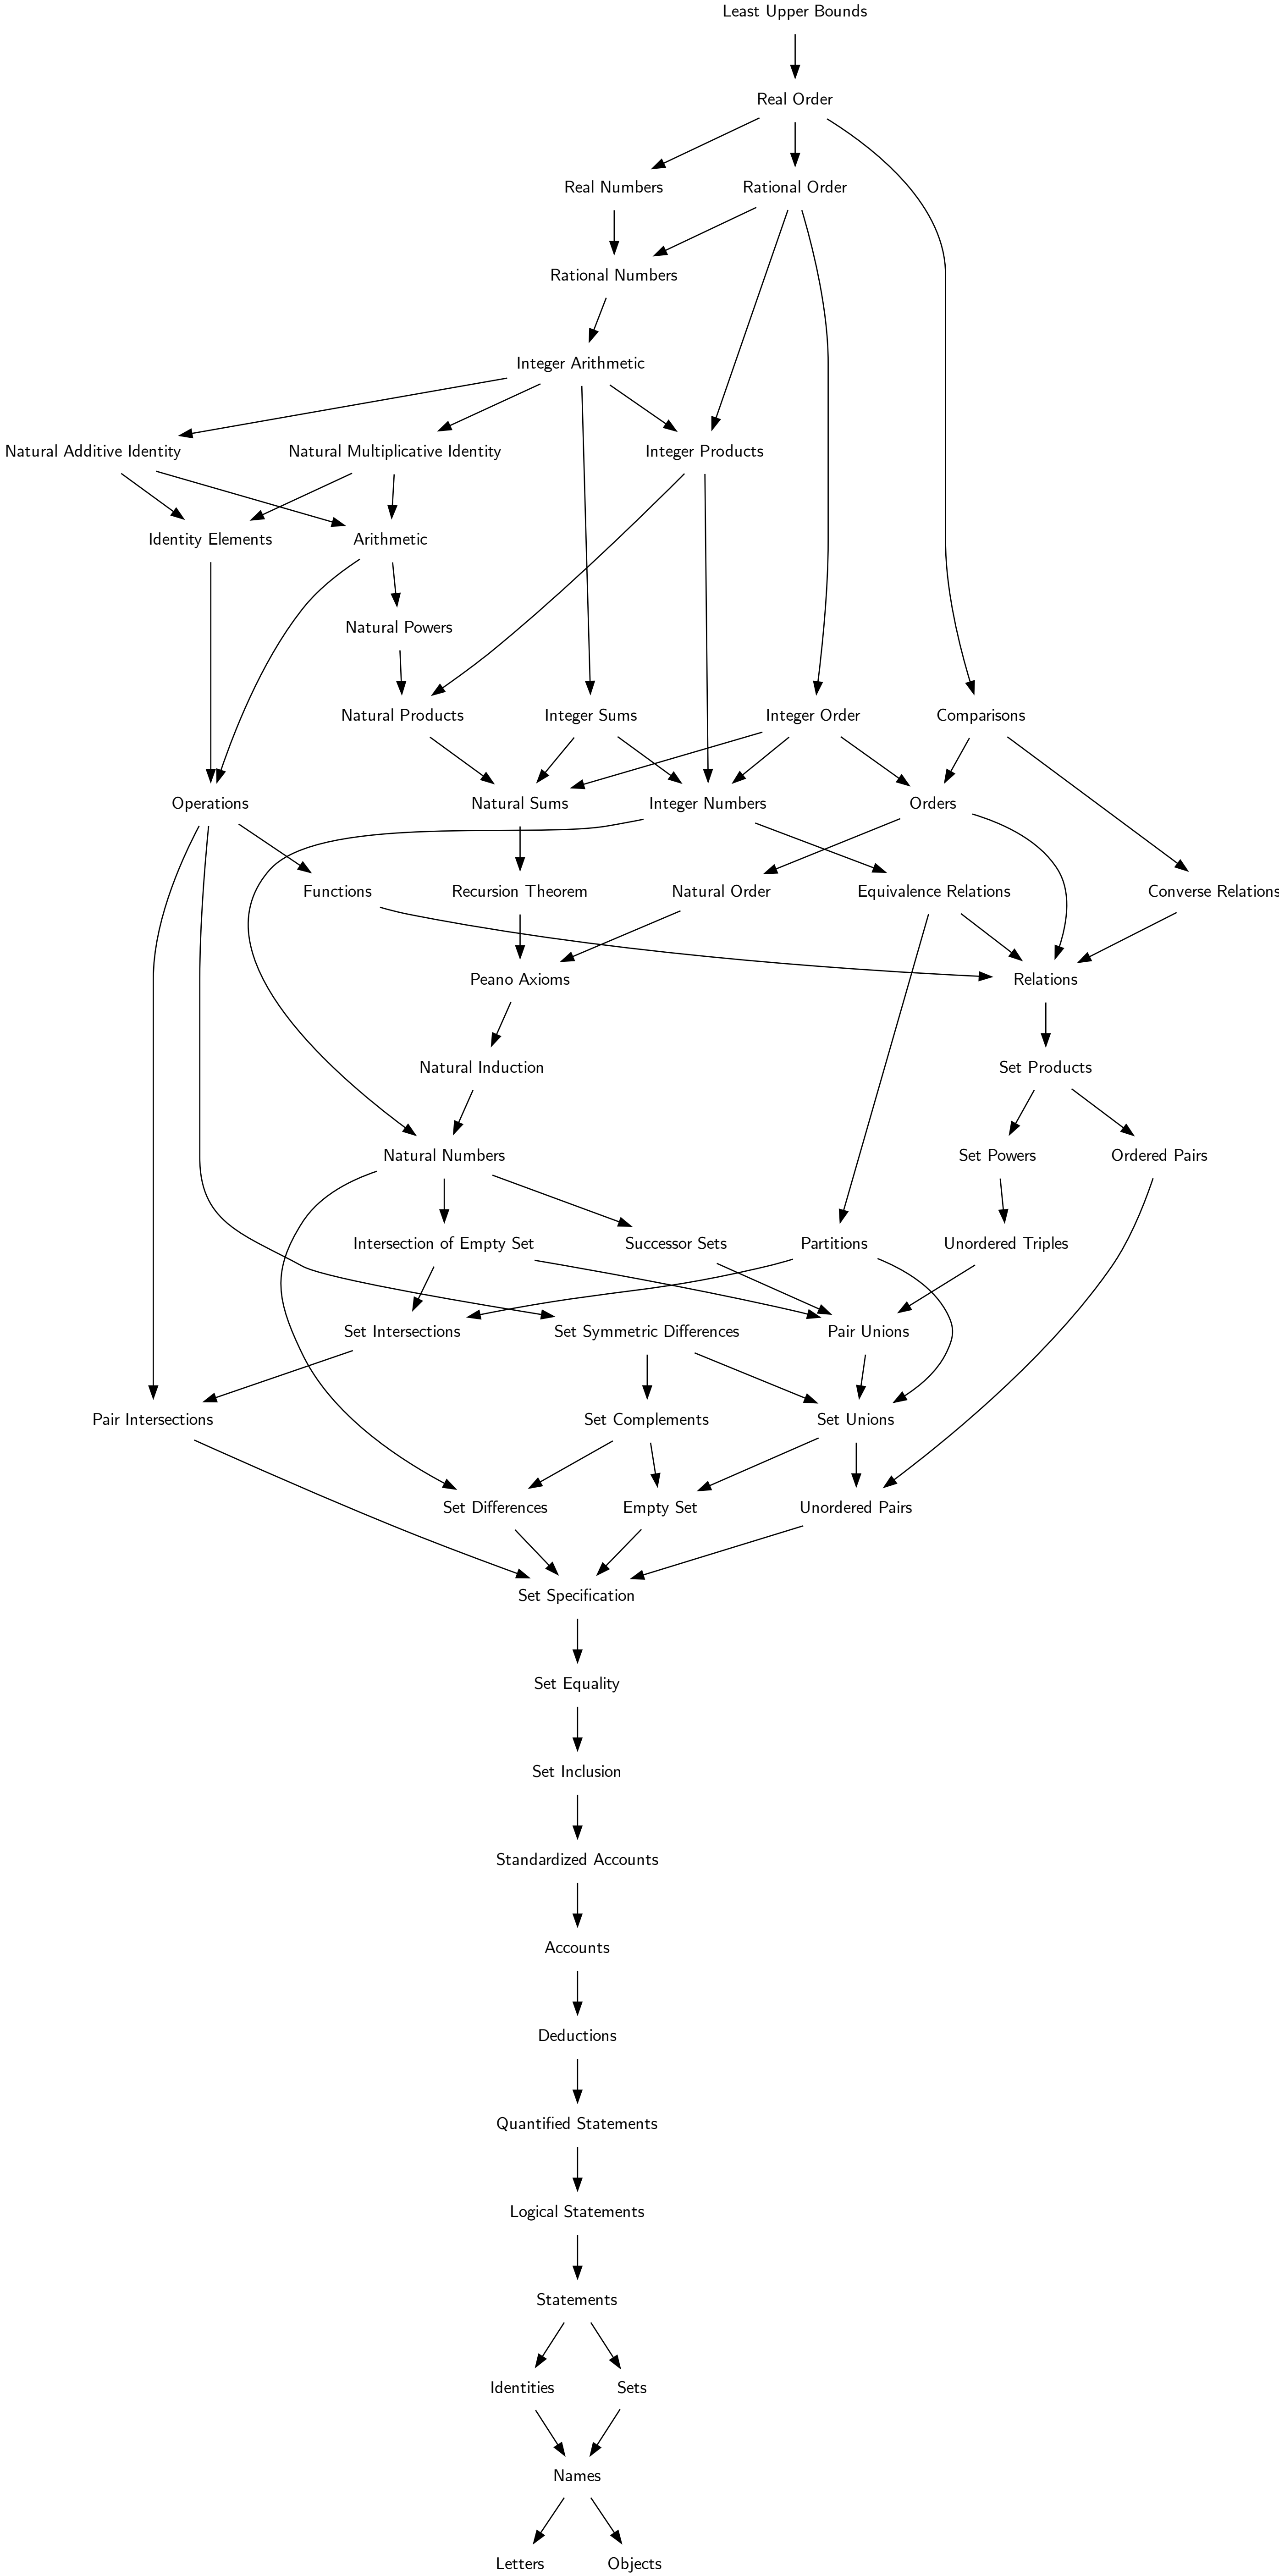 Least Upper Bounds
Real Order
Real Numbers
Rational Order
Rational Numbers
Integer Arithmetic
Natural Additive Identity
Natural Multiplicative Identity
Integer Products
Identity Elements
Arithmetic
Natural Powers
Natural Products
Integer Sums
Integer Order
Comparisons
Operations
Natural Sums
Integer Numbers
Orders
Functions
Recursion Theorem
Natural Order
Equivalence Relations
Converse Relations
Peano Axioms
Relations
Natural Induction
Set Products
Natural Numbers
Set Powers
Ordered Pairs
Intersection of Empty Set
Successor Sets
Partitions
Unordered Triples
Set Intersections
Set Symmetric Differences
Pair Unions
Pair Intersections
Set Complements
Set Unions
Set Differences
Empty Set
Unordered Pairs
Set Specification
Set Equality
Set Inclusion
Standardized Accounts
Accounts
Deductions
Quantified Statements
Logical Statements
Statements
Identities
Sets
Names
Letters
Objects